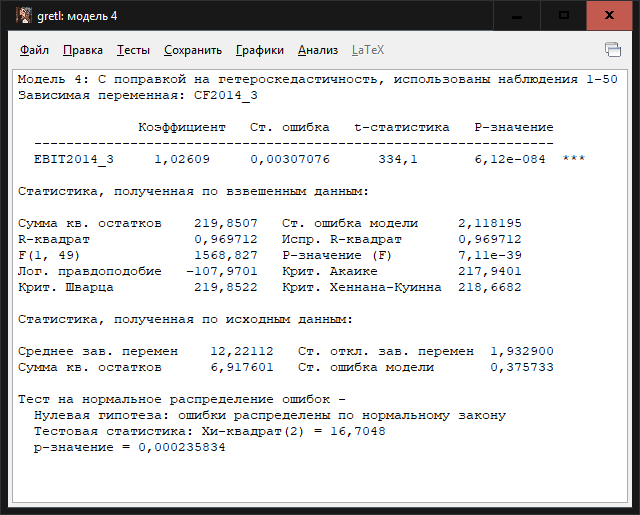 gretl: модель 4
Файл Правка Тесты Сохранить Графики Анализ LaTeX
Модель 4: С поправкой на гетероскедастичность, использованы наблюдения 1-50
Зависимая переменная: CF2014_3
Коэффициент Ст. ошибка t-статистика P-значение
---------------------------------------------------------------
EBIT2014_3 1,02609 0,00307076 334,1 6,12e-084 ***
Статистика, полученная по взвешенным данным:
Сумма кв. остатков 219,8507 Ст. ошибка модели 2,118195
R-квадрат 0,969712 Испр. R-квадрат 0,969712
F(1, 49) 1568,827 P-значение (F) 7,11e-39
Лог. правдоподобие -107,9701 Крит. Акаике 217,9401
Крит. Шварца 219,8522 Крит. Хеннана-Куинна 218,6682
Статистика, полученная по исходным данным:
Среднее зав. перемен 12,22112 Ст. откл. зав. перемен 1,932900
Сумма кв. остатков 6,917601 Ст. ошибка модели 0,375733
Тест на нормальное распределение ошибок -
Нулевая гипотеза: ошибки распределены по нормальному закону
Тестовая статистика: Хи-квадрат(2) = 16,7048
р-значение = 0,000235834